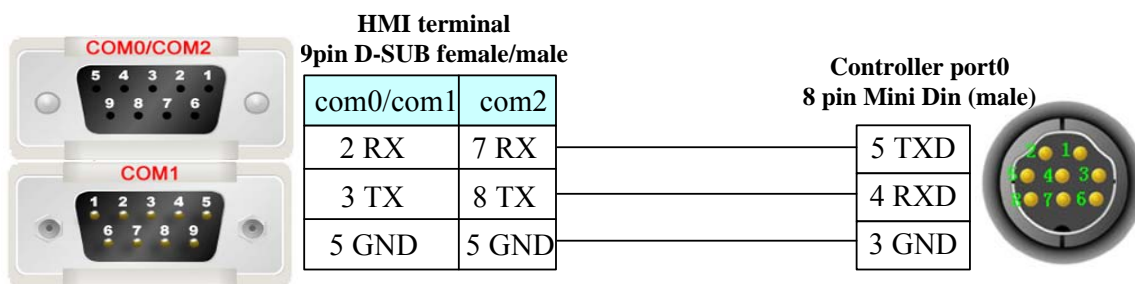 HMI terminal
9pin D-SUB female/male
COM0/COM2
5 4 3 2 1
9 8 7 6
COM1
1 2 3 4 5
6 7 8 9
com0/com1 com2
2 RX 7 RX
3 TX 8 TX
5 GND 5 GND
Controller port0
8 pin Mini Din (male)
5 TXD
4 RXD
3 GND
2 1
5 4 3
8 7 6